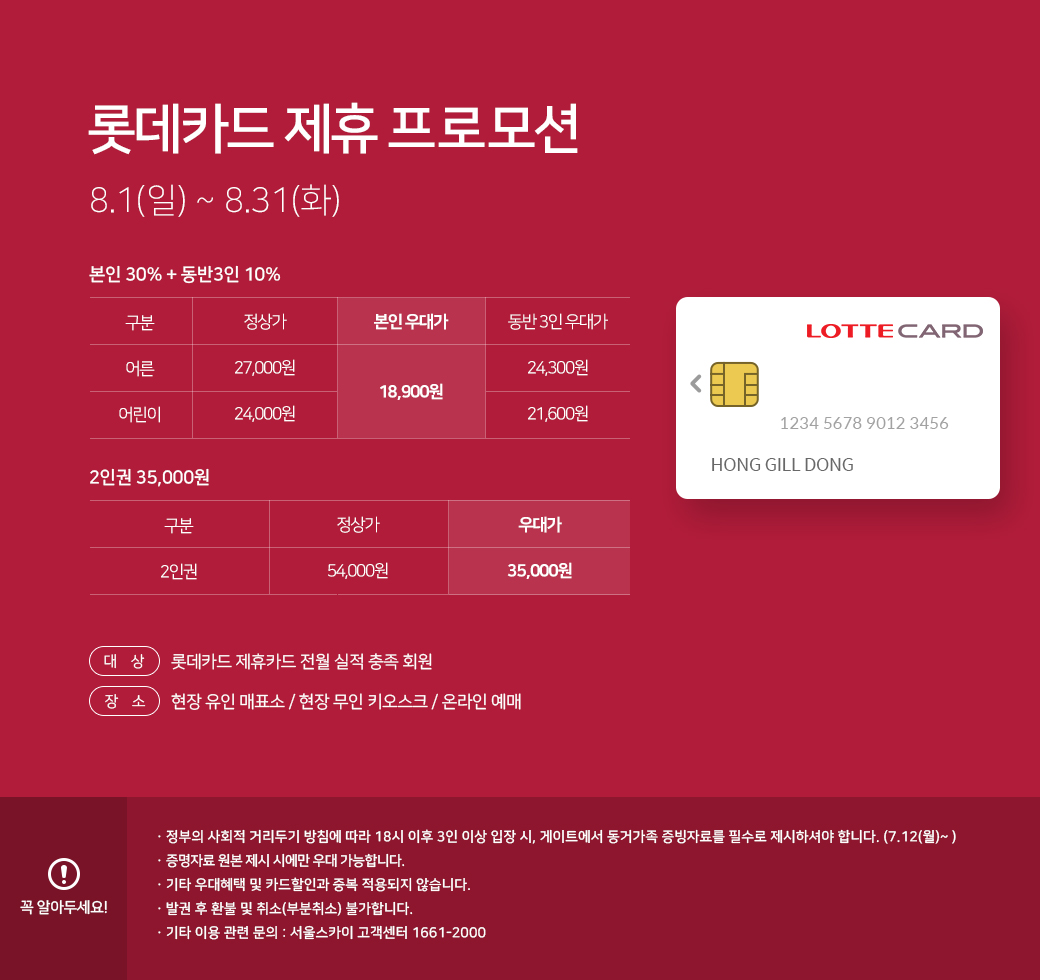 롯데카드 제휴 프로모션
8.1(일) ~ 8.31(화)
본인 30% + 동반3인 10%
구분 정상가 본인 우대가 동반 3인 우대가
어른 27,000원 18,900원 24,300원
어린이 24,000원 21,600원
LOTTE CARD
1234 5678 9012 3456
HONG GILL DONG
2인권 35,000원
구분 정상가 우대가
2인권 54,000원 35,000원
대 상 롯데카드 제휴카드 전월 실적 충족 회원
장 소 현장 유인 매표소 / 현장 무인 키오스크 / 온라인 예매
꼭 알아두세요!
· 정부의 사회적 거리두기 방침에 따라 18시 이후 3인 이상 입장 시, 게이트에서 동거가족 증빙자료를 필수로 제시하셔야 합니다. (7.12(월)~ )
· 증명자료 원본 제시 시에만 우대 가능합니다.
· 기타 우대혜택 및 카드할인과 중복 적용되지 않습니다.
· 발권 후 환불 및 취소(부분취소) 불가합니다.
· 기타 이용 관련 문의 : 서울스카이 고객센터 1661-2000